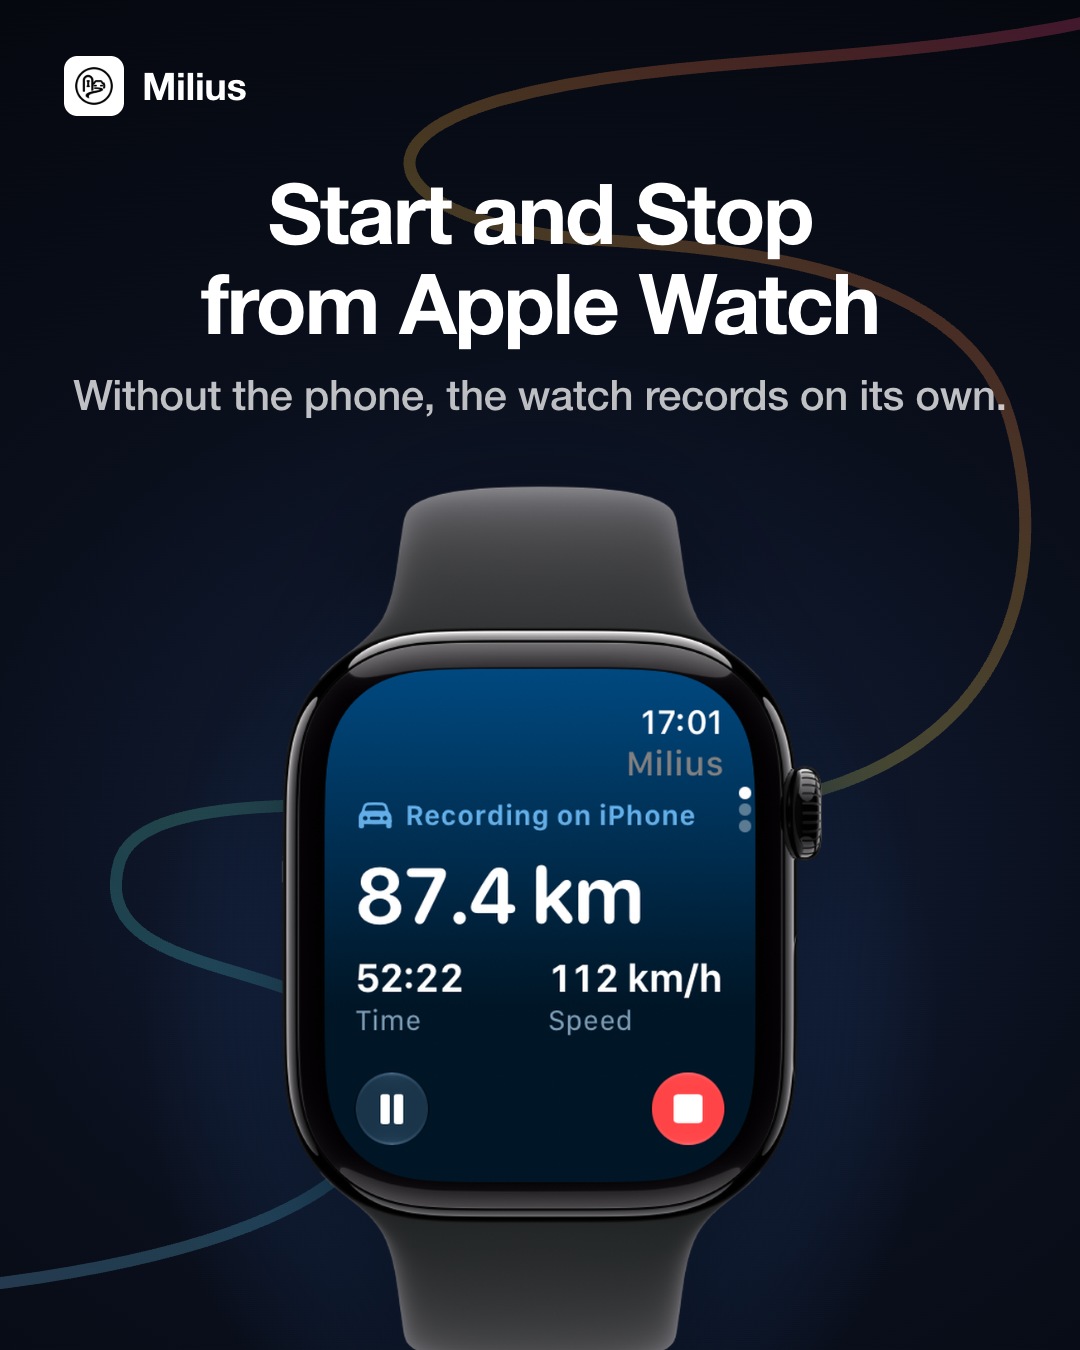 Milius
Start and Stop
from Apple Watch
Without the phone, the watch records on its own.
17:01
Milius
Recording on iPhone
87.4 km
52:22 112 km/h
Time Speed